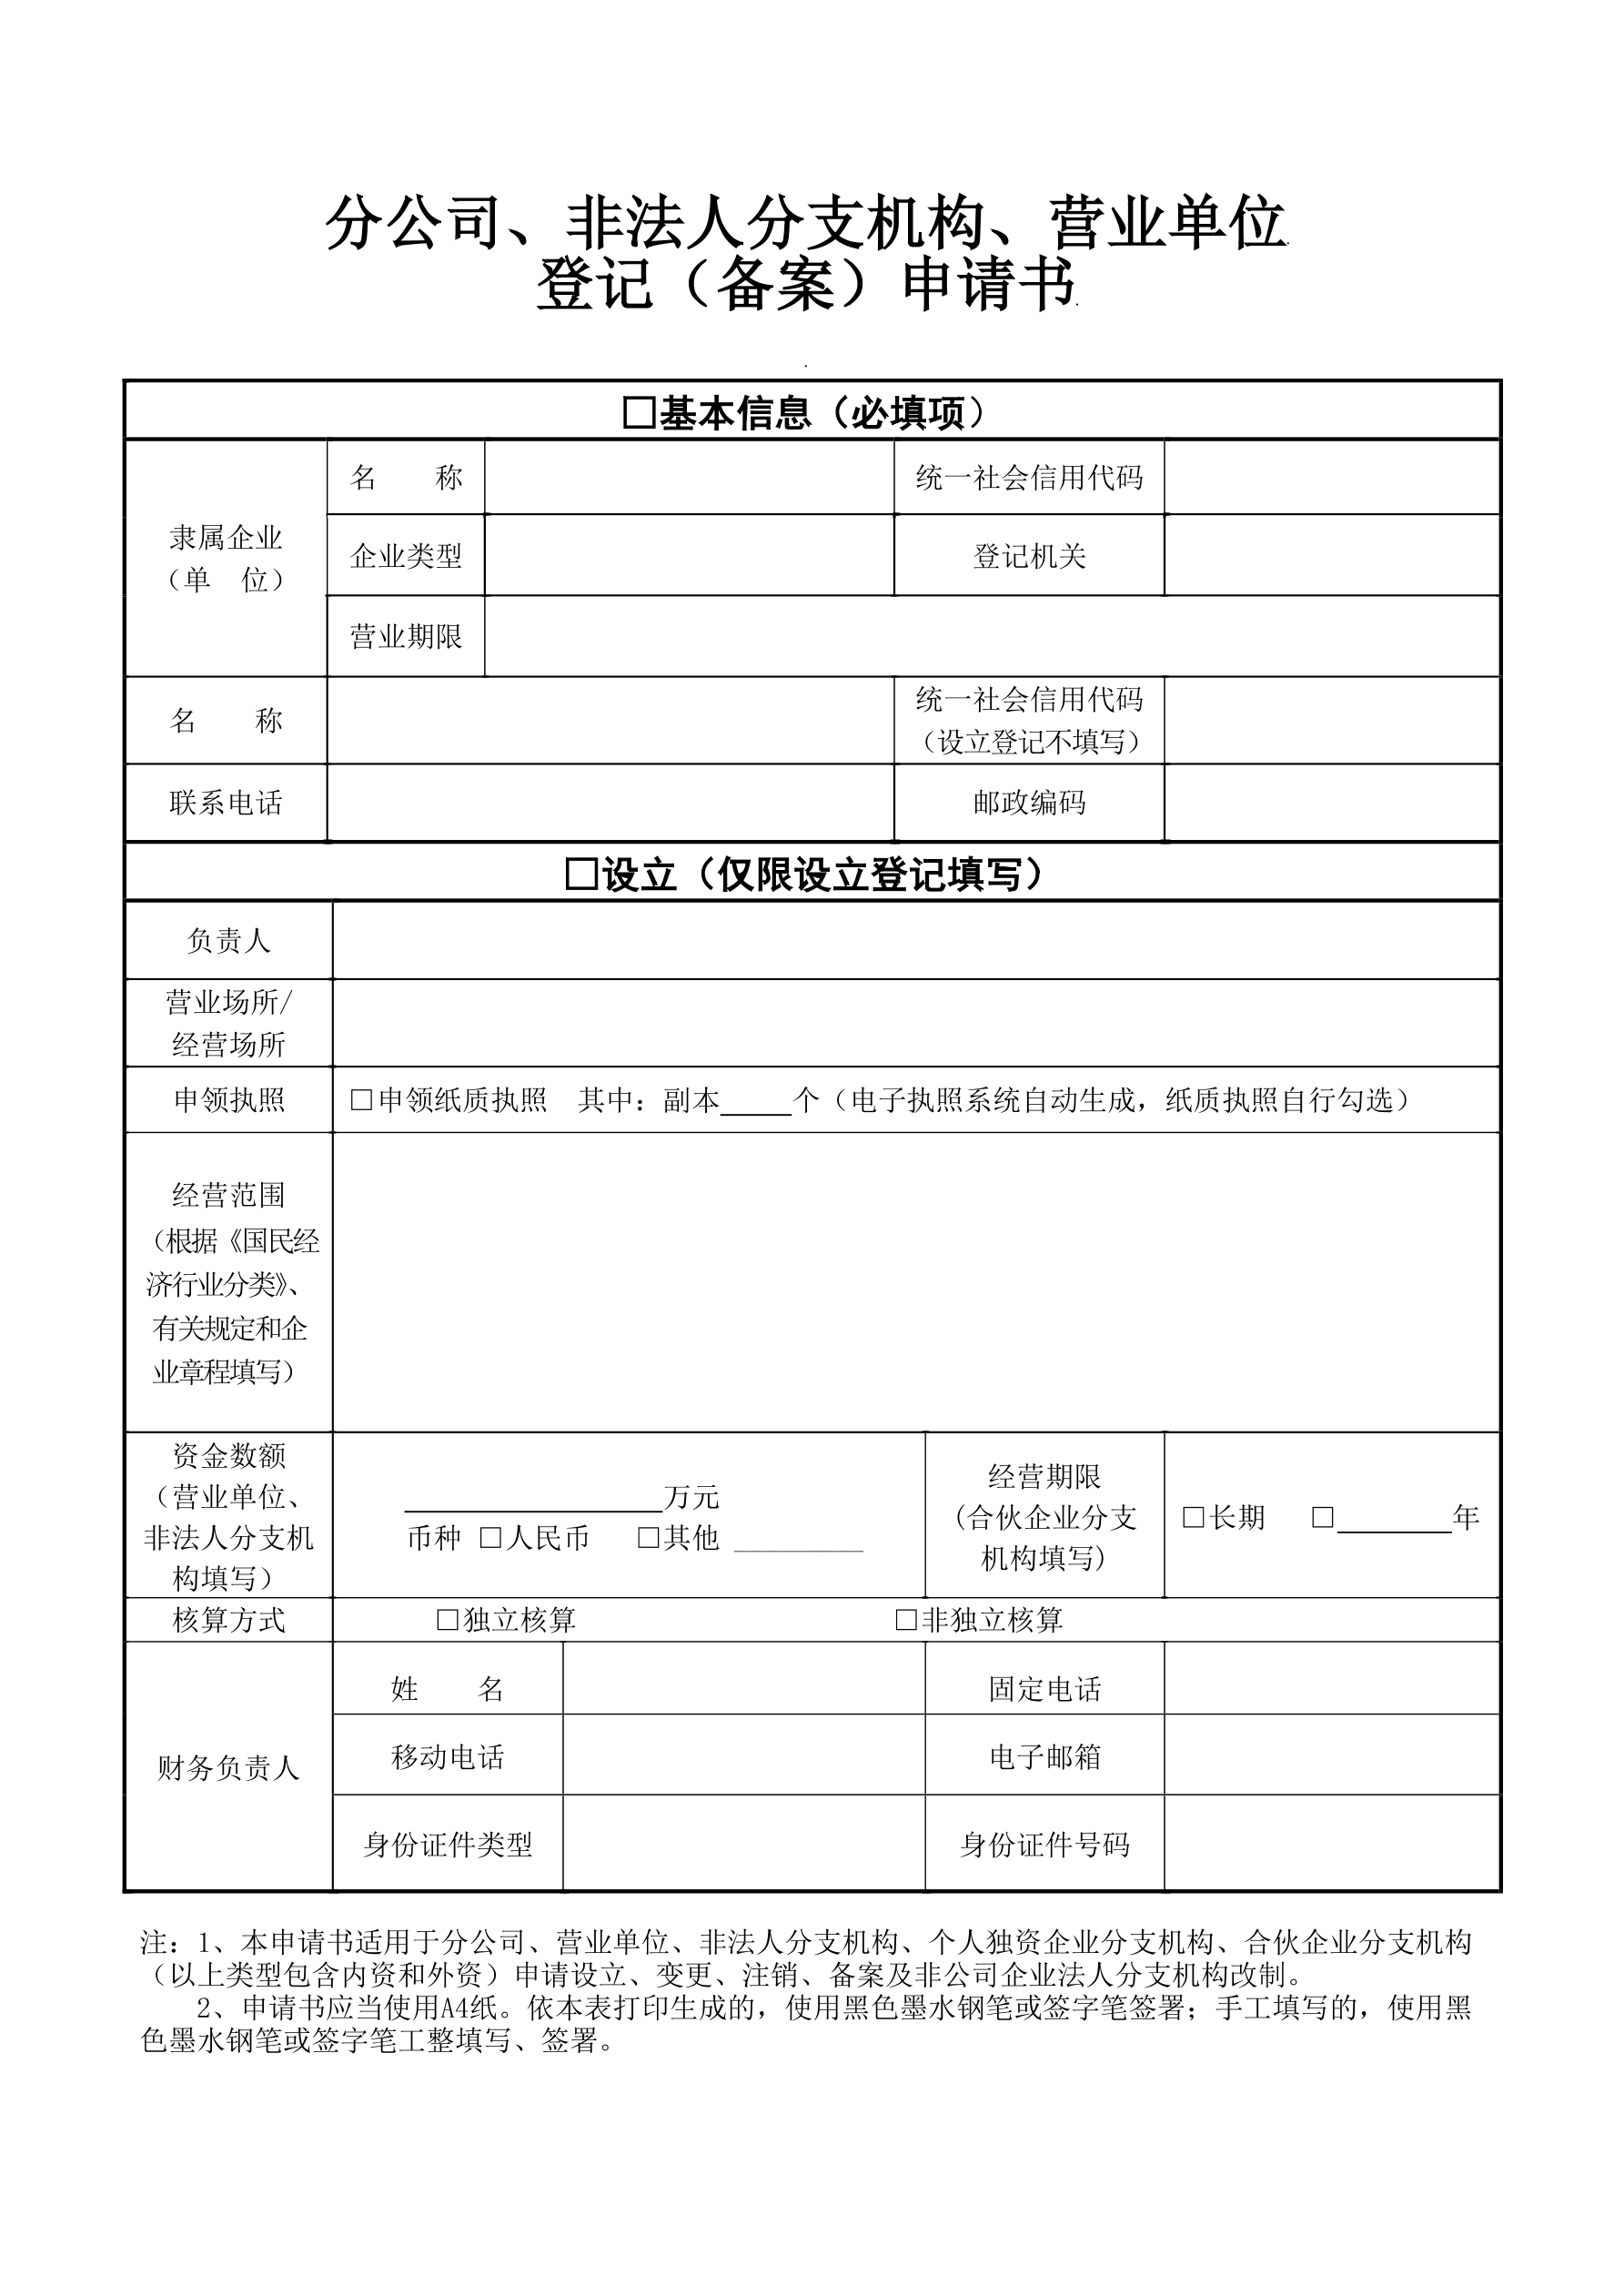 分公司、非法人分支机构、营业单位
登记（备案）申请书
□基本信息（必填项）
隶属企业
（单　位）
名　　称
统一社会信用代码
企业类型
登记机关
营业期限
名　　称
统一社会信用代码
（设立登记不填写）
联系电话
邮政编码
□设立（仅限设立登记填写）
负责人
营业场所/
经营场所
申领执照
□申领纸质执照　其中：副本_____个（电子执照系统自动生成，纸质执照自行勾选）
经营范围
（根据《国民经
济行业分类》、
有关规定和企
业章程填写）
资金数额
（营业单位、
非法人分支机
构填写）
__________________万元
币种 □人民币　□其他 _________
经营期限
(合伙企业分支
机构填写)
□长期　□________年
核算方式
□独立核算
□非独立核算
财务负责人
姓　　名
固定电话
移动电话
电子邮箱
身份证件类型
身份证件号码
注：1、本申请书适用于分公司、营业单位、非法人分支机构、个人独资企业分支机构、合伙企业分支机构
（以上类型包含内资和外资）申请设立、变更、注销、备案及非公司企业法人分支机构改制。
2、申请书应当使用A4纸。依本表打印生成的，使用黑色墨水钢笔或签字笔签署；手工填写的，使用黑
色墨水钢笔或签字笔工整填写、签署。